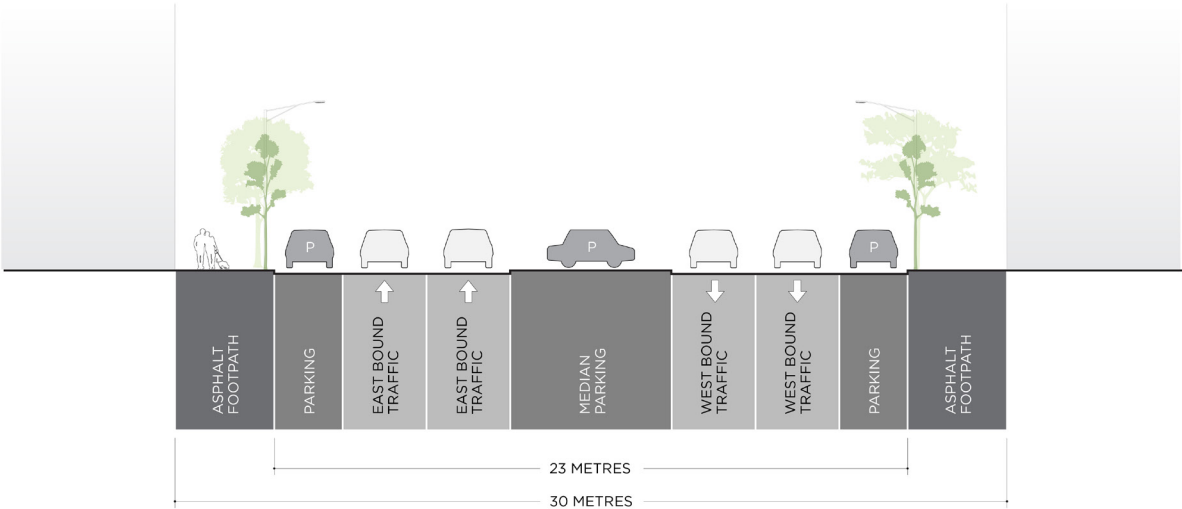 P
P
P
ASPHALT
FOOTPATH
PARKING
EAST BOUND
TRAFFIC
EAST BOUND
TRAFFIC
MEDIAN
PARKING
WEST BOUND
TRAFFIC
WEST BOUND
TRAFFIC
PARKING
ASPHALT
FOOTPATH
23 METRES
30 METRES